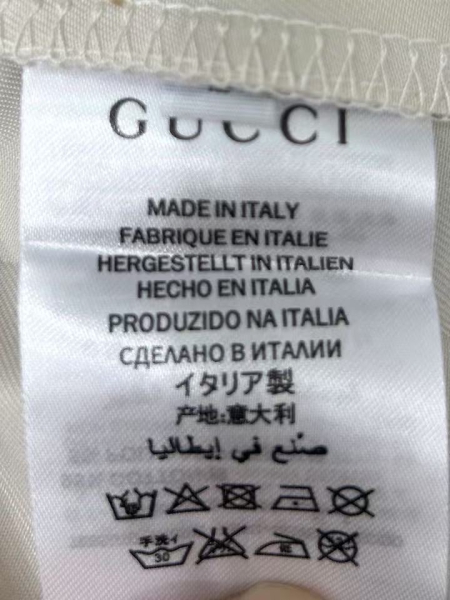 GUCCI
MADE IN ITALY
FABRIQUE EN ITALIE
HERGESTELLT IN ITALIEN
HECHO EN ITALIA
PRODUZIDO NA ITALIA
СДЕЛАНО В ИТАЛИИ
イタリア製
产地:意大利
صنع في إيطاليا
手洗イ
30